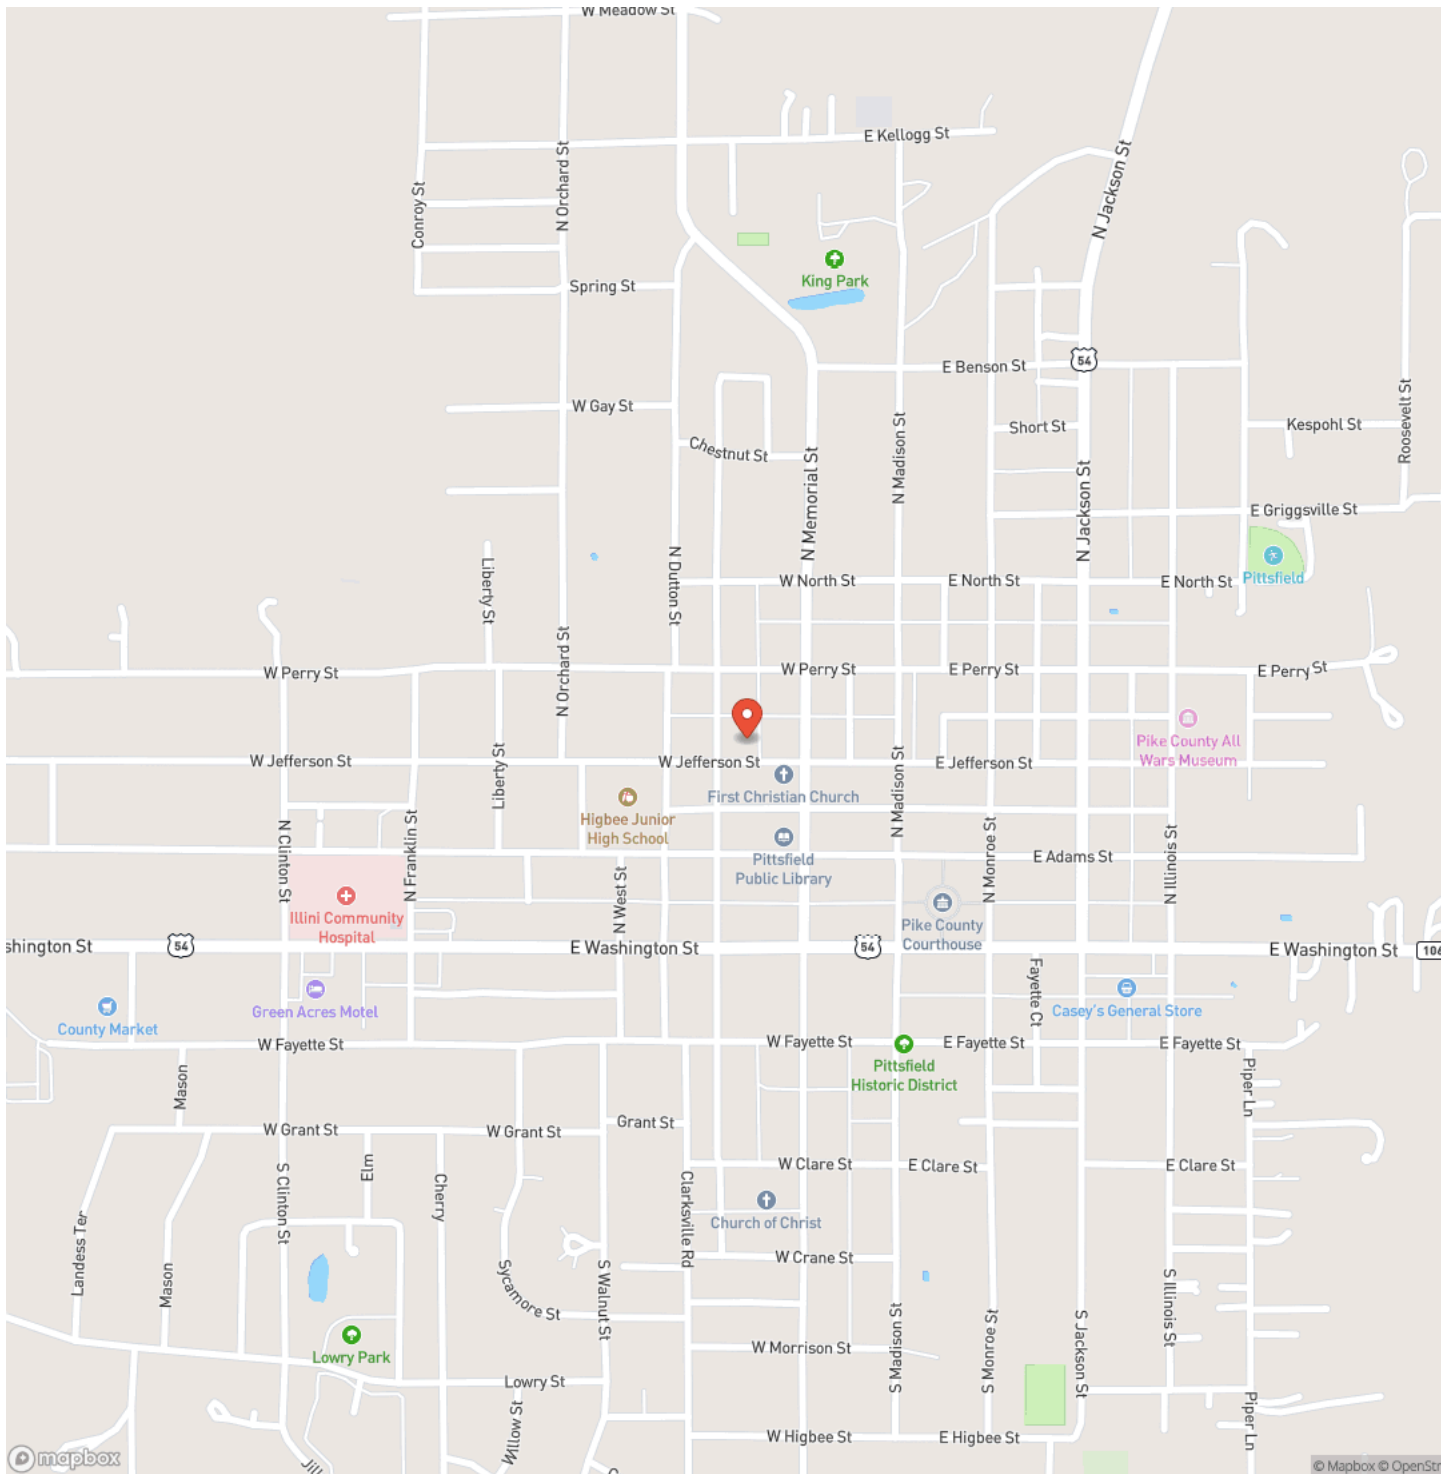 W Meadow St
E Kellogg St
N Orchard St
Conroy St
N Jackson St
King Park
Spring St
54
E Benson St
Roosevelt St
W Gay St
N Madison St
Short St
Kespohl St
Chestnut St
N Memorial St
N Jackson St
E Griggsville St
Liberty St
N Dutton St
W North St
E North St
E North St
Pittsfield
N Orchard St
W Perry St
W Perry St
E Perry St
E Perry St
Pike County All
Wars Museum
W Jefferson St
W Jefferson St
E Jefferson St
Liberty St
N Madison St
First Christian Church
Higbee Junior
High School
N Clinton St
N Franklin St
N Monroe St
N Illinois St
Pittsfield
Public Library
E Adams St
N West St
Illini Community
Hospital
Pike County
Courthouse
shington St
54
E Washington St
54
E Washington St
106
Fayette Ct
Green Acres Motel
Casey's General Store
County Market
W Fayette St
W Fayette St
E Fayette St
E Fayette St
Pittsfield
Historic District
Mason
Piper Ln
W Grant St
W Grant St
Grant St
W Clare St
E Clare St
E Clare St
Elm
S Clinton St
Cherry
Clarksville Rd
Church of Christ
Landess Ter
Mason
W Crane St
Sycamore St
S Walnut St
S Madison St
S Monroe St
S Jackson St
S Illinois St
Lowry Park
W Morrison St
Lowry St
Willow St
Piper Ln
W Higbee St
E Higbee St
mapbox
Jill
© Mapbox © OpenStr